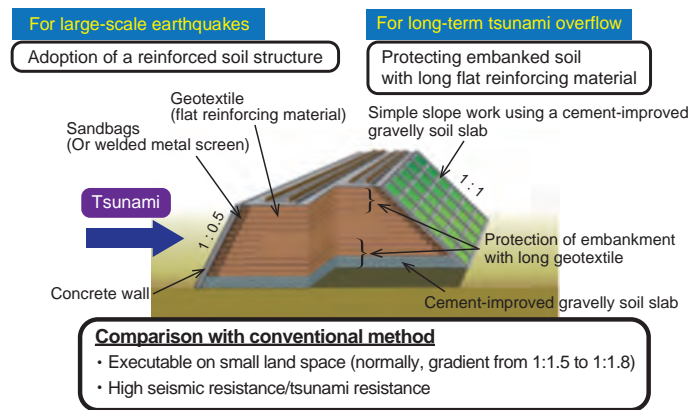 For large-scale earthquakes
Adoption of a reinforced soil structure
For long-term tsunami overflow
Protecting embanked soil
with long flat reinforcing material
Geotextile
(flat reinforcing material)
Sandbags
(Or welded metal screen)
Simple slope work using a cement-improved
gravelly soil slab
Tsunami
1:0.5
1:1
Protection of embankment
with long geotextile
Concrete wall
Cement-improved gravelly soil slab
Comparison with conventional method
・Executable on small land space (normally, gradient from 1:1.5 to 1:1.8)
・High seismic resistance/tsunami resistance